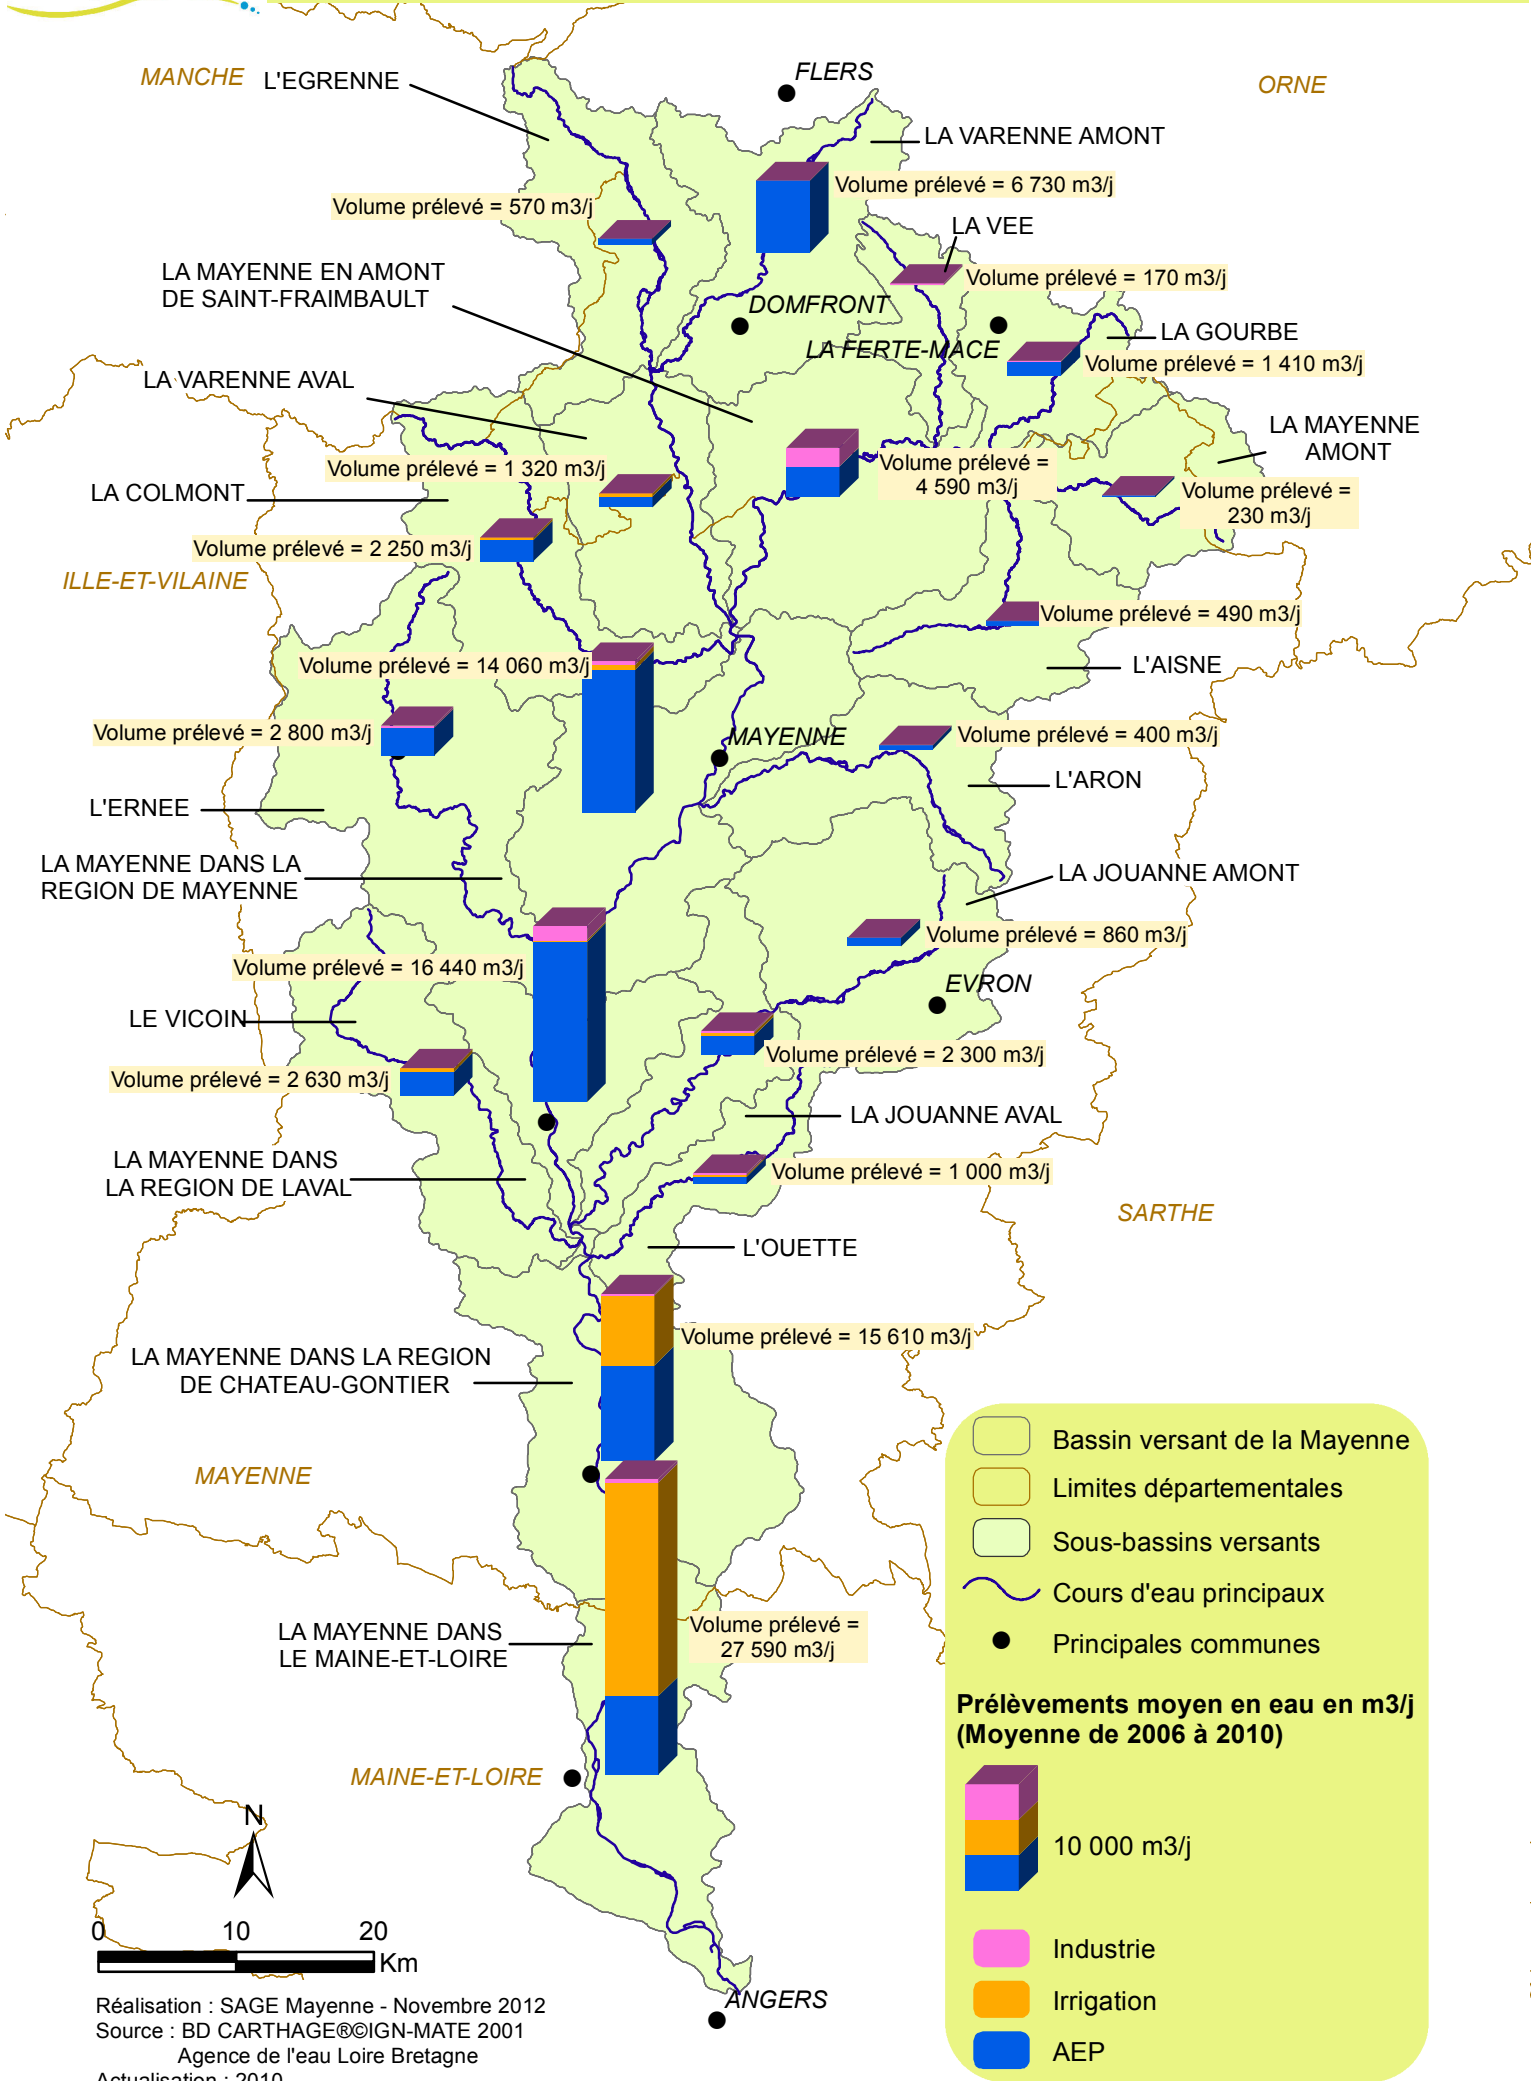 FLERS
MANCHE
L'EGRENNE
ORNE
LA VARENNE AMONT
Volume prélevé = 6 730 m3/j
Volume prélevé = 570 m3/j
LA VEE
LA MAYENNE EN AMONT
DE SAINT-FRAIMBAULT
Volume prélevé = 170 m3/j
DOMFRONT
LA GOURBE
LA FERTE-MACE
Volume prélevé = 1 410 m3/j
LA VARENNE AVAL
LA MAYENNE
AMONT
Volume prélevé = 1 320 m3/j
Volume prélevé =
4 590 m3/j
LA COLMONT
Volume prélevé =
230 m3/j
Volume prélevé = 2 250 m3/j
ILLE-ET-VILAINE
Volume prélevé = 490 m3/j
Volume prélevé = 14 060 m3/j
L'AISNE
Volume prélevé = 2 800 m3/j
MAYENNE
Volume prélevé = 400 m3/j
L'ARON
L'ERNEE
LA MAYENNE DANS LA
REGION DE MAYENNE
LA JOUANNE AMONT
Volume prélevé = 860 m3/j
Volume prélevé = 16 440 m3/j
EVRON
LE VICOIN
Volume prélevé = 2 300 m3/j
Volume prélevé = 2 630 m3/j
LA JOUANNE AVAL
LA MAYENNE DANS
LA REGION DE LAVAL
Volume prélevé = 1 000 m3/j
SARTHE
L'OUETTE
Volume prélevé = 15 610 m3/j
LA MAYENNE DANS LA REGION
DE CHATEAU-GONTIER
MAYENNE
LA MAYENNE DANS
LE MAINE-ET-LOIRE
Volume prélevé =
27 590 m3/j
MAINE-ET-LOIRE
ANGERS
Bassin versant de la Mayenne
Limites départementales
Sous-bassins versants
Cours d'eau principaux
Principales communes
Prélèvements moyen en eau en m3/j
(Moyenne de 2006 à 2010)
10 000 m3/j
Industrie
Irrigation
AEP
N
0 10 20
Km
Réalisation : SAGE Mayenne - Novembre 2012
Source : BD CARTHAGE®©IGN-MATE 2001
Agence de l'eau Loire Bretagne
Actualisation : 2010